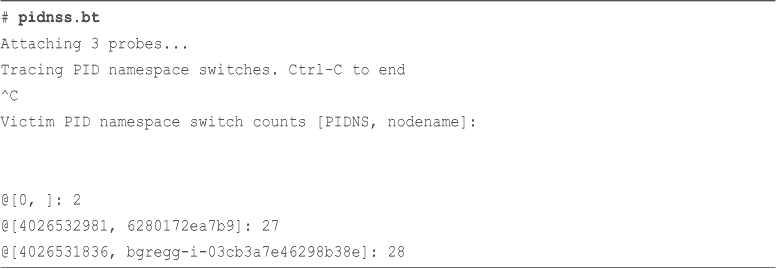 # pidnss.bt
Attaching 3 probes...
Tracing PID namespace switches. Ctrl-C to end
^C
Victim PID namespace switch counts [PIDNS, nodename]:
@[0, ]: 2
@[4026532981, 6280172ea7b9]: 27
@[4026531836, bgregg-i-03cb3a7e46298b38e]: 28